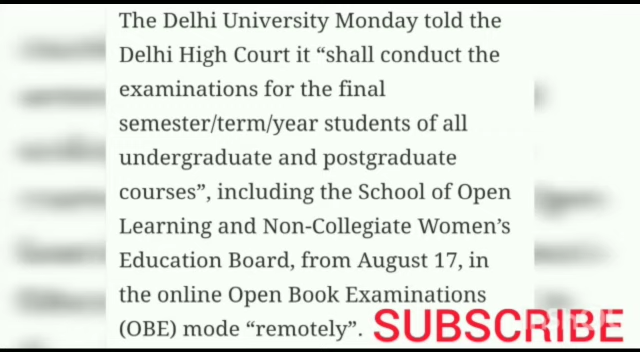 The Delhi University Monday told the
Delhi High Court it “shall conduct the
examinations for the final
semester/term/year students of all
undergraduate and postgraduate
courses”, including the School of Open
Learning and Non-Collegiate Women’s
Education Board, from August 17, in
the online Open Book Examinations
(OBE) mode “remotely”.
SUBSCRIBE